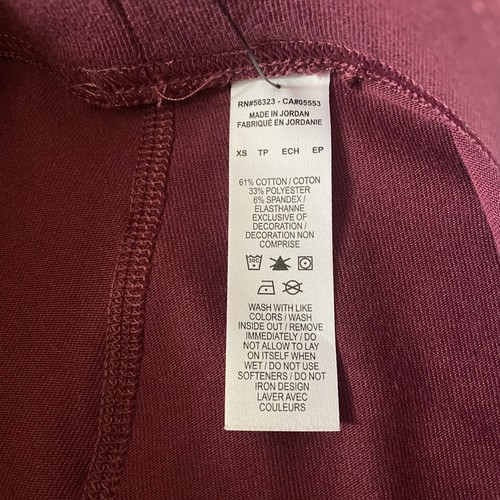 RN#56323 - CA#05553
MADE IN JORDAN
FABRIQUÉ EN JORDANIE
XS TP ECH EP
61% COTTON / COTON
33% POLYESTER
6% SPANDEX /
ELASTHANNE
EXCLUSIVE OF
DECORATION /
DECORATION NON
COMPRISE
30C
WASH WITH LIKE
COLORS / WASH
INSIDE OUT / REMOVE
IMMEDIATELY / DO
NOT ALLOW TO LAY
ON ITSELF WHEN
WET / DO NOT USE
SOFTENERS / DO NOT
IRON DESIGN
LAVER AVEC
COULEURS